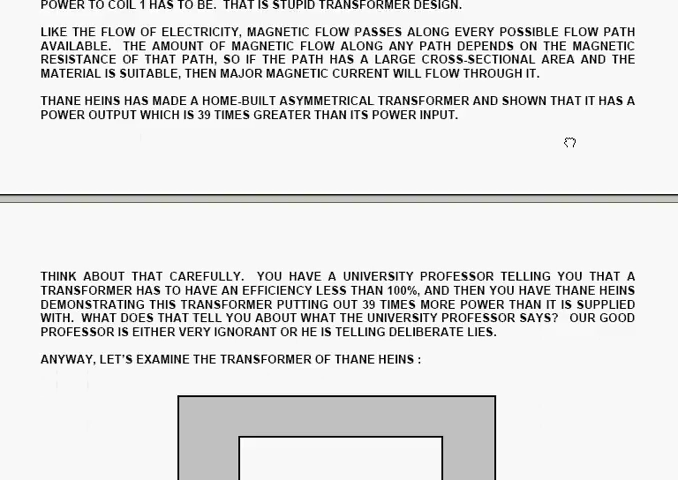 POWER TO COIL 1 HAS TO BE. THAT IS STUPID TRANSFORMER DESIGN.
LIKE THE FLOW OF ELECTRICITY, MAGNETIC FLOW PASSES ALONG EVERY POSSIBLE FLOW PATH
AVAILABLE. THE AMOUNT OF MAGNETIC FLOW ALONG ANY PATH DEPENDS ON THE MAGNETIC
RESISTANCE OF THAT PATH, SO IF THE PATH HAS A LARGE CROSS-SECTIONAL AREA AND THE
MATERIAL IS SUITABLE, THEN MAJOR MAGNETIC CURRENT WILL FLOW THROUGH IT.
THANE HEINS HAS MADE A HOME-BUILT ASYMMETRICAL TRANSFORMER AND SHOWN THAT IT HAS A
POWER OUTPUT WHICH IS 39 TIMES GREATER THAN ITS POWER INPUT.
THINK ABOUT THAT CAREFULLY. YOU HAVE A UNIVERSITY PROFESSOR TELLING YOU THAT A
TRANSFORMER HAS TO HAVE AN EFFICIENCY LESS THAN 100%, AND THEN YOU HAVE THANE HEINS
DEMONSTRATING THIS TRANSFORMER PUTTING OUT 39 TIMES MORE POWER THAN IT IS SUPPLIED
WITH. WHAT DOES THAT TELL YOU ABOUT WHAT THE UNIVERSITY PROFESSOR SAYS? OUR GOOD
PROFESSOR IS EITHER VERY IGNORANT OR HE IS TELLING DELIBERATE LIES.
ANYWAY, LET'S EXAMINE THE TRANSFORMER OF THANE HEINS :